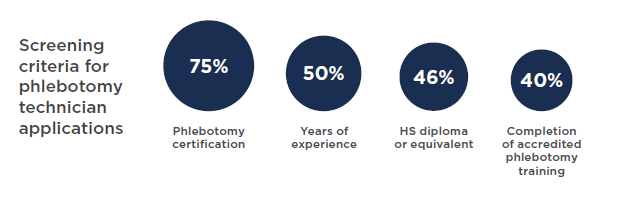 Screening
criteria for
phlebotomy
technician
applications
75%
Phlebotomy
certification
50%
Years of
experience
46%
HS diploma
or equivalent
40%
Completion
of accredited
phlebotomy
training